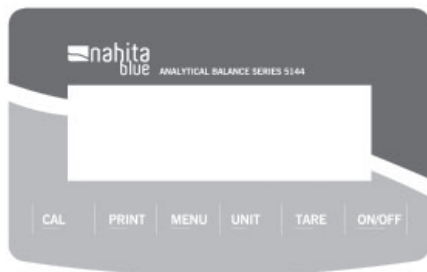 nahita
blue ANALYTICAL BALANCE SERIES 5144
CAL PRINT MENU UNIT TARE ON/OFF